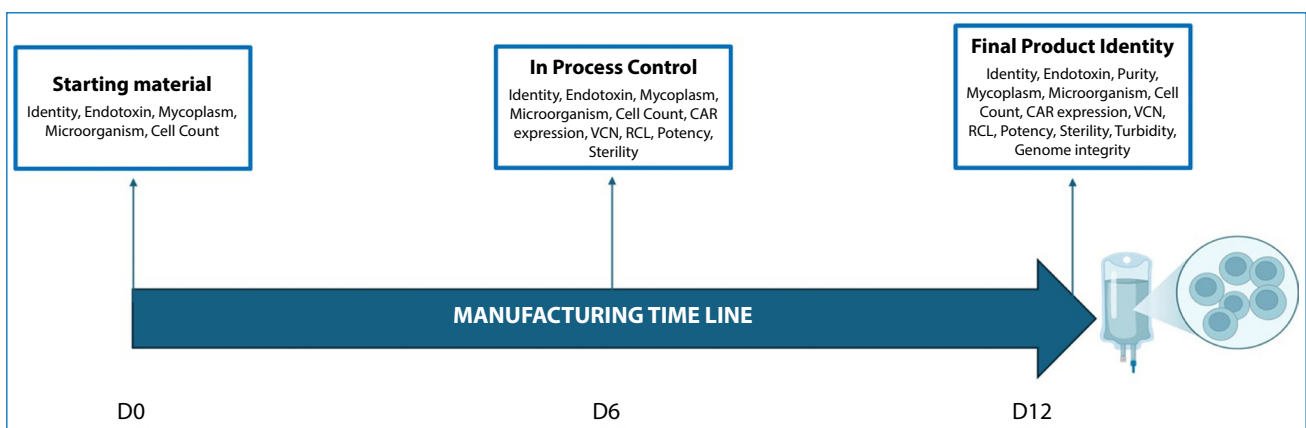 Starting material
Identity, Endotoxin, Mycoplasm,
Microorganism, Cell Count
In Process Control
Identity, Endotoxin, Mycoplasm,
Microorganism, Cell Count, CAR
expression, VCN, RCL, Potency,
Sterility
Final Product Identity
Identity, Endotoxin, Purity,
Mycoplasm, Microorganism, Cell
Count, CAR expression, VCN,
RCL, Potency, Sterility, Turbidity,
Genome integrity
MANUFACTURING TIME LINE
D0
D6
D12